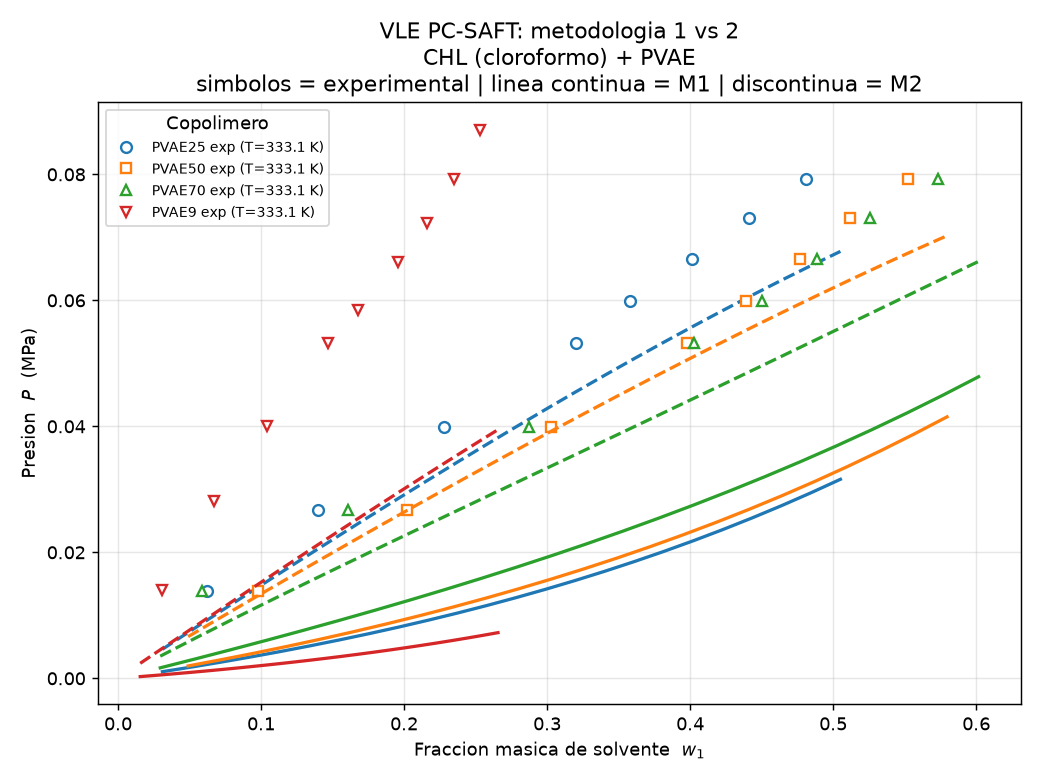 VLE PC-SAFT: metodologia 1 vs 2
CHL (cloroformo) + PVAE
simbolos = experimental | linea continua = M1 | discontinua = M2
Copolimero
PVAE25 exp (T=333.1 K)
PVAE50 exp (T=333.1 K)
PVAE70 exp (T=333.1 K)
PVAE9 exp (T=333.1 K)
Presion P (MPa)
0.08
0.06
0.04
0.02
0.00
0.0 0.1 0.2 0.3 0.4 0.5 0.6
Fraccion masica de solvente w₁